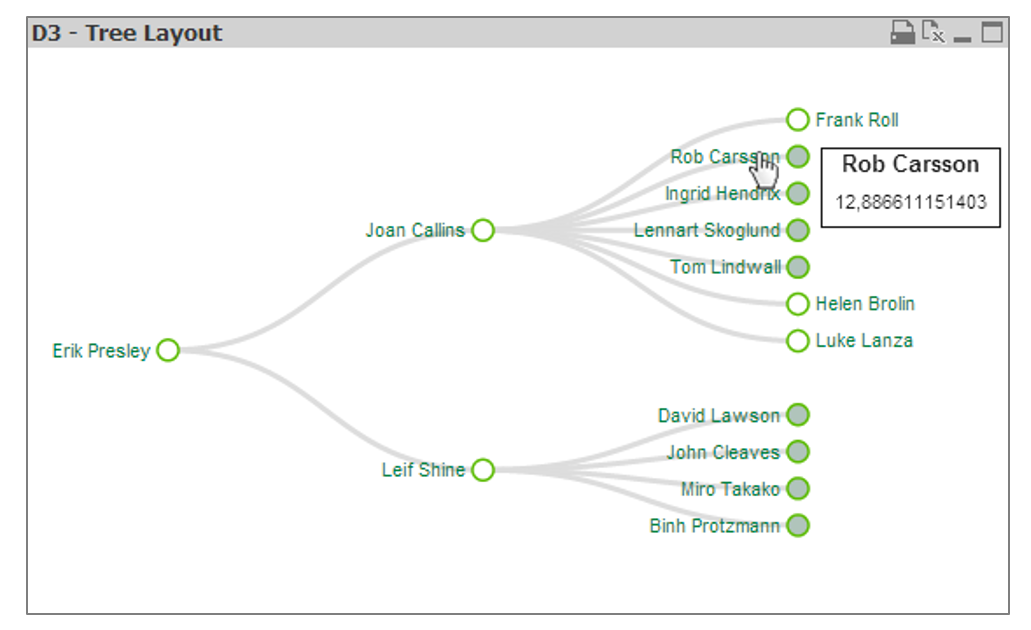 D3 - Tree Layout
Frank Roll
Rob Carsson
Rob Carsson
12,886611151403
Ingrid Hendrix
Joan Callins
Lennart Skoglund
Tom Lindwall
Helen Brolin
Luke Lanza
Erik Presley
David Lawson
John Cleaves
Leif Shine
Miro Takako
Binh Protzmann